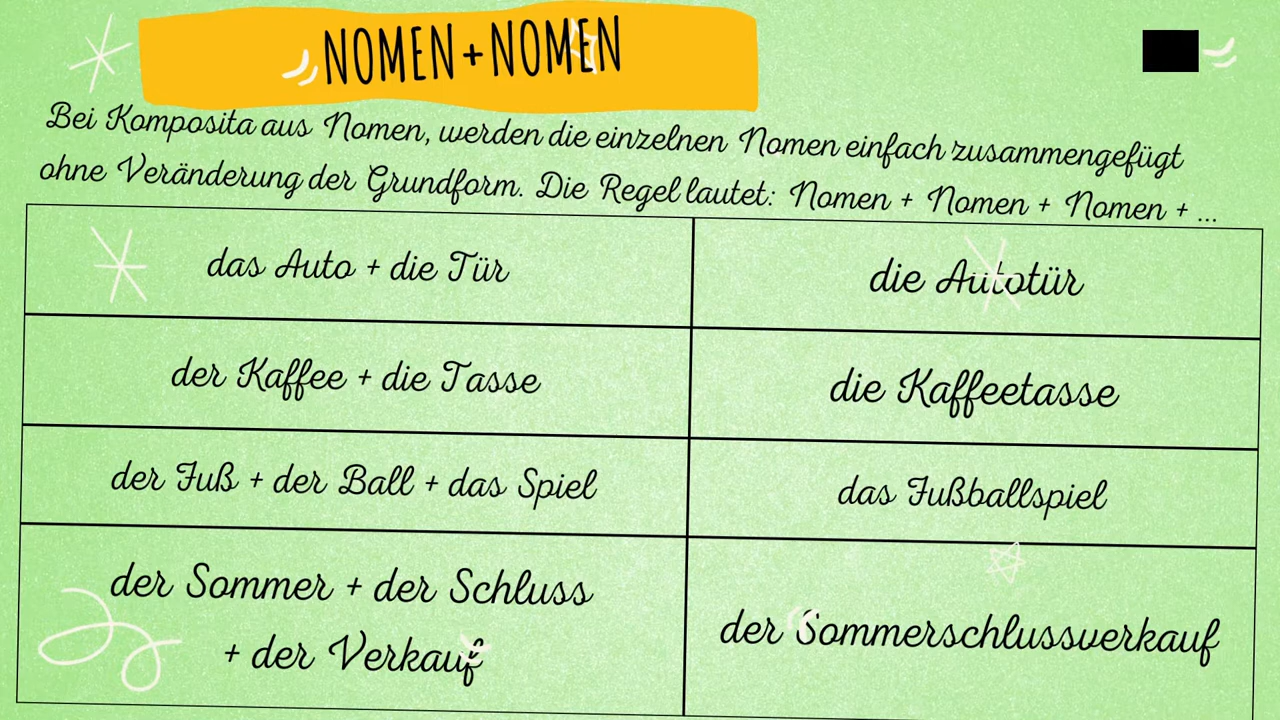 NOMEN+NOMEN
Bei Komposita aus Nomen, werden die einzelnen Nomen einfach zusammengefügt
ohne Veränderung der Grundform. Die Regel lautet: Nomen + Nomen + Nomen + ...
das Auto + die Tür
die Autotür
der Kaffee + die Tasse
die Kaffeetasse
der Fuß + der Ball + das Spiel
das Fußballspiel
der Sommer + der Schluss
+ der Verkauf
der Sommerschlussverkauf